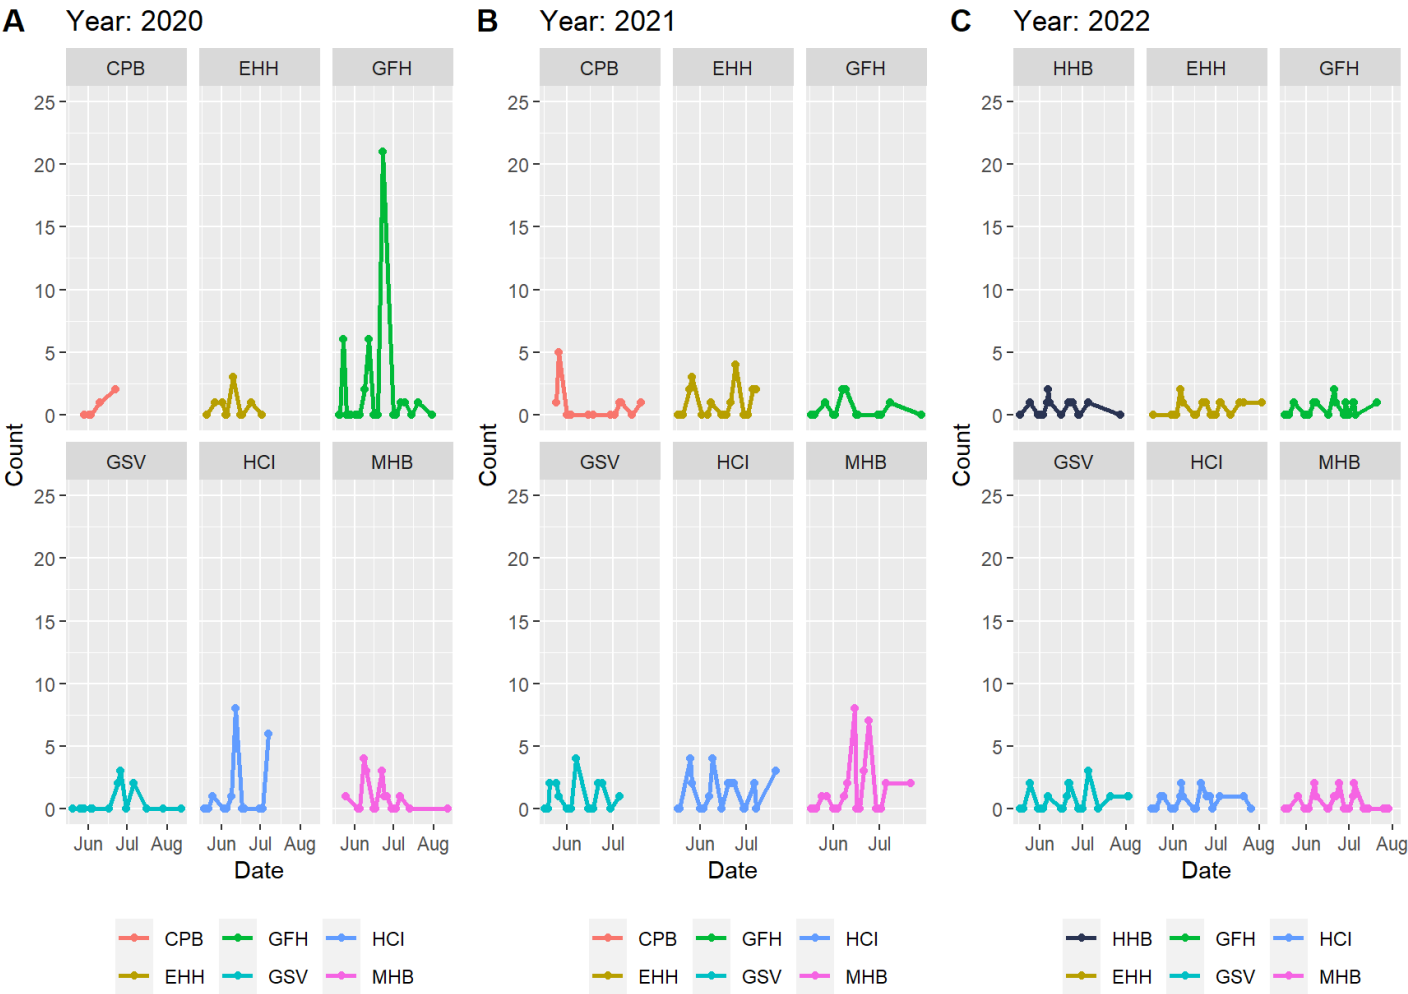 A Year: 2020 B Year: 2021 C Year: 2022
CPB EHH GFH CPB EHH GFH HHB EHH GFH
25 25 25
20 20 20
15 15 15
10 10 10
5 5 5
0 0 0
Count Count Count
GSV HCI MHB GSV HCI MHB GSV HCI MHB
25 25 25
20 20 20
15 15 15
10 10 10
5 5 5
0 0 0
Jun Jul Aug Jun Jul Aug Jun Jul Aug Jun Jul Jun Jul Jun Jul Jun Jul Aug Jun Jul Aug Jun Jul Aug
Date Date Date
CPB GFH HCI CPB GFH HCI HHB GFH HCI
EHH GSV MHB EHH GSV MHB EHH GSV MHB